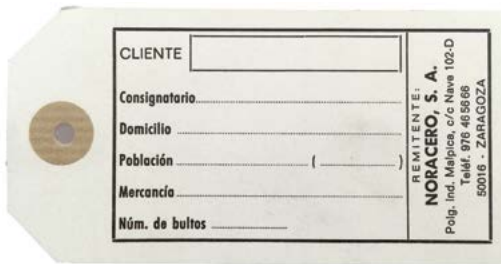 CLIENTE
Consignatario
Domicilio
Población ( )
Mercancía
Núm. de bultos
REMITENTE:
NORACERO, S. A.
Polg. Ind. Malpica, c/c Nave 102-D
Teléf. 976 465666
50016 - ZARAGOZA